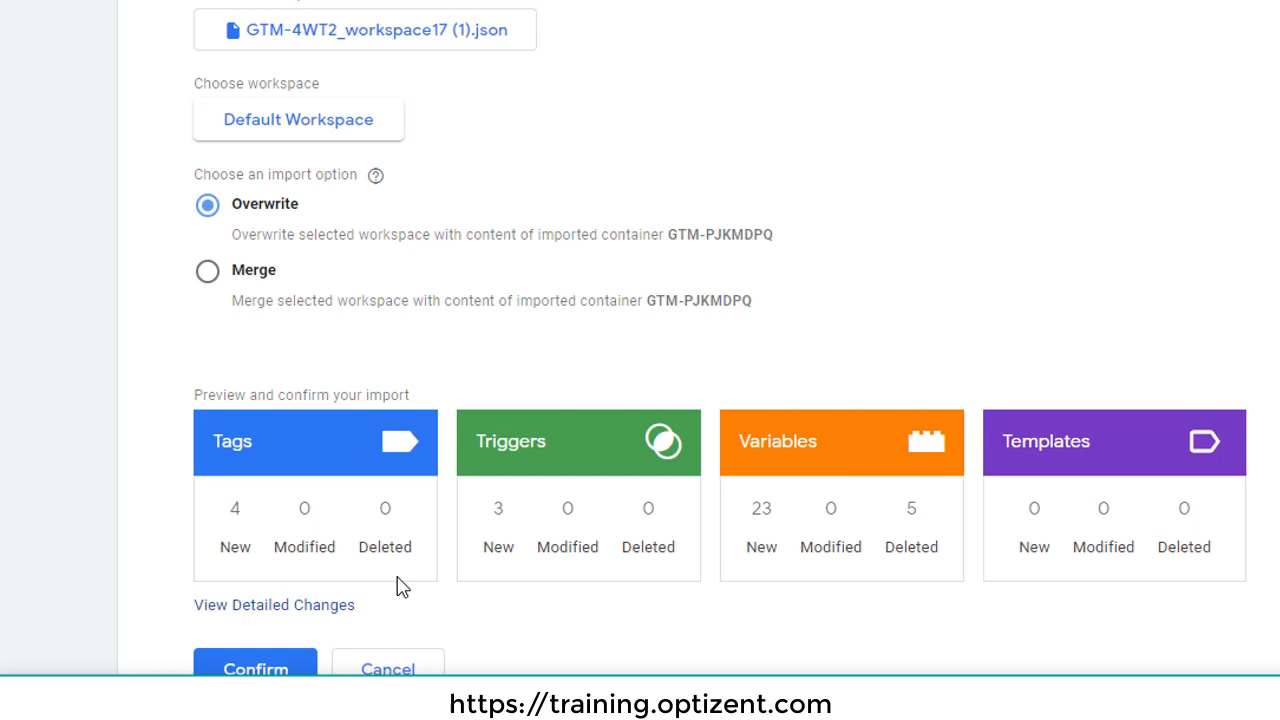 GTM-4WT2_workspace17 (1).json
Choose workspace
Default Workspace
Choose an import option
Overwrite
Overwrite selected workspace with content of imported container GTM-PJKMDPQ
Merge
Merge selected workspace with content of imported container GTM-PJKMDPQ
Preview and confirm your import
Tags Triggers Variables Templates
4 0 0 3 0 0 23 0 5 0 0 0
New Modified Deleted New Modified Deleted New Modified Deleted New Modified Deleted
View Detailed Changes
Confirm Cancel
https://training.optizent.com